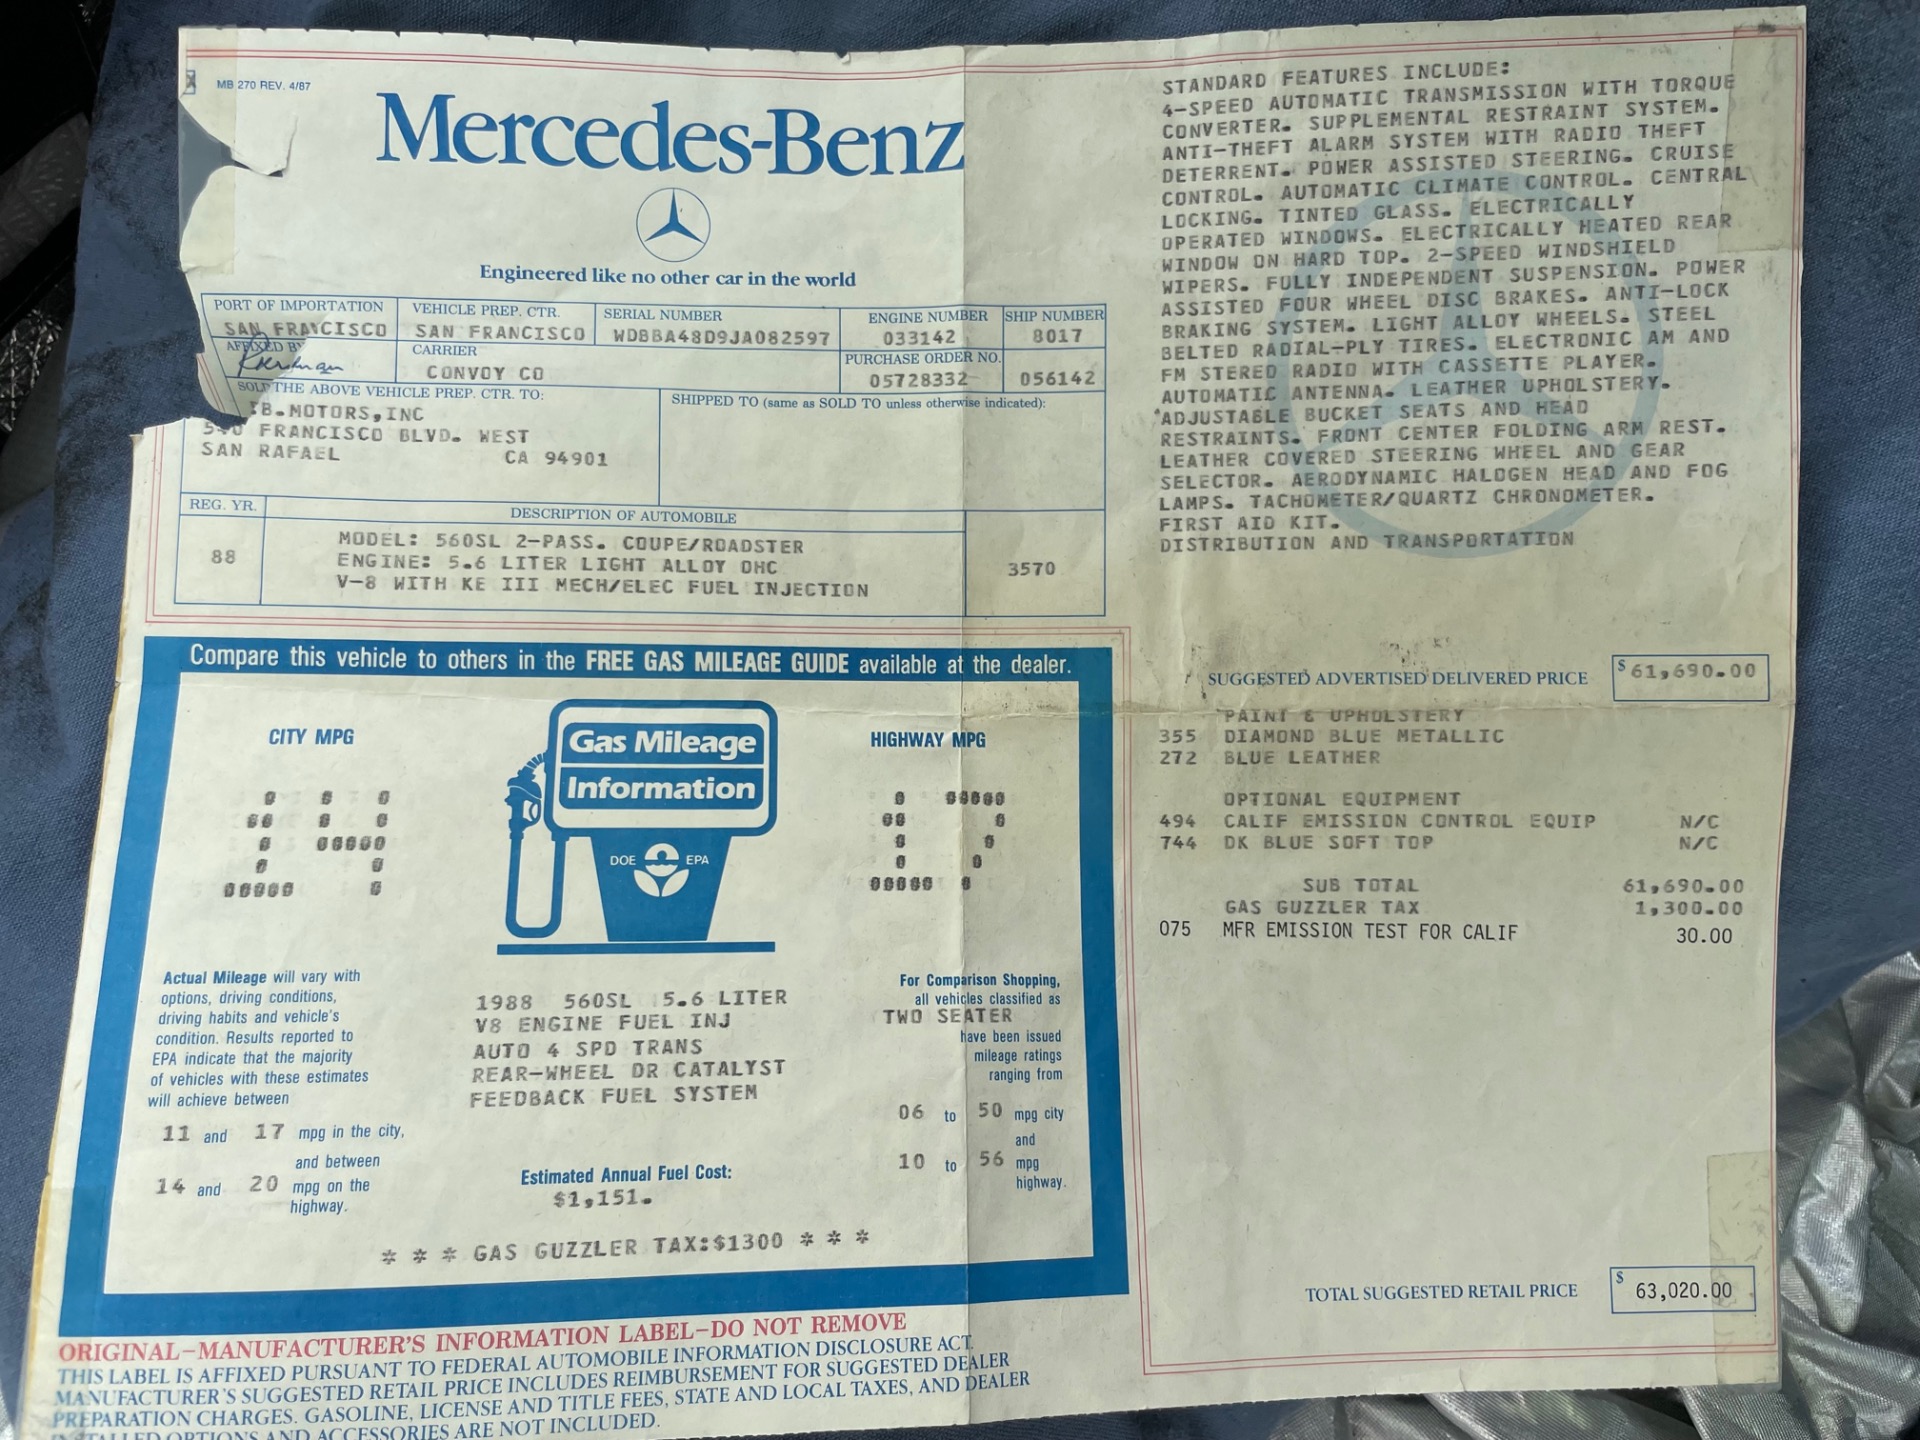 MB 270 REV. 4/87
Mercedes-Benz
Engineered like no other car in the world
PORT OF IMPORTATION
SAN FRANCISCO
VEHICLE PREP. CTR.
SAN FRANCISCO
SERIAL NUMBER
WDBBA48D9JA082597
ENGINE NUMBER
033142
SHIP NUMBER
8017
AFFIXED BY
CARRIER
CONVOY CO
PURCHASE ORDER NO.
05728332
056142
SOLD THE ABOVE VEHICLE PREP. CTR. TO:
B.MOTORS,INC
FRANCISCO BLVD. WEST
SAN RAFAEL CA 94901
SHIPPED TO (same as SOLD TO unless otherwise indicated):
REG. YR.
88
DESCRIPTION OF AUTOMOBILE
MODEL: 560SL 2-PASS. COUPE/ROADSTER
ENGINE: 5.6 LITER LIGHT ALLOY OHC
V-8 WITH KE III MECH/ELEC FUEL INJECTION
3570
Compare this vehicle to others in the FREE GAS MILEAGE GUIDE available at the dealer.
CITY MPG
14
Gas Mileage
Information
DOE EPA
HIGHWAY MPG
17
Actual Mileage will vary with
options, driving conditions,
driving habits and vehicle's
condition. Results reported to
EPA indicate that the majority
of vehicles with these estimates
will achieve between
11 and 17 mpg in the city,
and between
14 and 20 mpg on the
highway.
1988 560SL 5.6 LITER
V8 ENGINE FUEL INJ
AUTO 4 SPD TRANS
REAR-WHEEL DR CATALYST
FEEDBACK FUEL SYSTEM
Estimated Annual Fuel Cost:
$1,151.
For Comparison Shopping,
all vehicles classified as
TWO SEATER
have been issued
mileage ratings
ranging from
06 to 50 mpg city
and
10 to 56 mpg
highway.
* * * GAS GUZZLER TAX:$1300 * * *
ORIGINAL–MANUFACTURER'S INFORMATION LABEL–DO NOT REMOVE
THIS LABEL IS AFFIXED PURSUANT TO FEDERAL AUTOMOBILE INFORMATION DISCLOSURE ACT.
MANUFACTURER'S SUGGESTED RETAIL PRICE INCLUDES REIMBURSEMENT FOR SUGGESTED DEALER
PREPARATION CHARGES. GASOLINE, LICENSE AND TITLE FEES, STATE AND LOCAL TAXES, AND DEALER
INSTALLED OPTIONS AND ACCESSORIES ARE NOT INCLUDED.
STANDARD FEATURES INCLUDE:
4-SPEED AUTOMATIC TRANSMISSION WITH TORQUE
CONVERTER. SUPPLEMENTAL RESTRAINT SYSTEM.
ANTI-THEFT ALARM SYSTEM WITH RADIO THEFT
DETERRENT. POWER ASSISTED STEERING. CRUISE
CONTROL. AUTOMATIC CLIMATE CONTROL. CENTRAL
LOCKING. TINTED GLASS. ELECTRICALLY
OPERATED WINDOWS. ELECTRICALLY HEATED REAR
WINDOW ON HARD TOP. 2-SPEED WINDSHIELD
WIPERS. FULLY INDEPENDENT SUSPENSION. POWER
ASSISTED FOUR WHEEL DISC BRAKES. ANTI-LOCK
BRAKING SYSTEM. LIGHT ALLOY WHEELS. STEEL
BELTED RADIAL-PLY TIRES. ELECTRONIC AM AND
FM STEREO RADIO WITH CASSETTE PLAYER.
AUTOMATIC ANTENNA. LEATHER UPHOLSTERY.
ADJUSTABLE BUCKET SEATS AND HEAD
RESTRAINTS. FRONT CENTER FOLDING ARM REST.
LEATHER COVERED STEERING WHEEL AND GEAR
SELECTOR. AERODYNAMIC HALOGEN HEAD AND FOG
LAMPS. TACHOMETER/QUARTZ CHRONOMETER.
FIRST AID KIT.
DISTRIBUTION AND TRANSPORTATION
SUGGESTED ADVERTISED DELIVERED PRICE $61,690.00
PAINT & UPHOLSTERY
355 DIAMOND BLUE METALLIC
272 BLUE LEATHER
OPTIONAL EQUIPMENT
494 CALIF EMISSION CONTROL EQUIP N/C
744 DK BLUE SOFT TOP N/C
SUB TOTAL 61,690.00
GAS GUZZLER TAX 1,300.00
075 MFR EMISSION TEST FOR CALIF 30.00
TOTAL SUGGESTED RETAIL PRICE $ 63,020.00